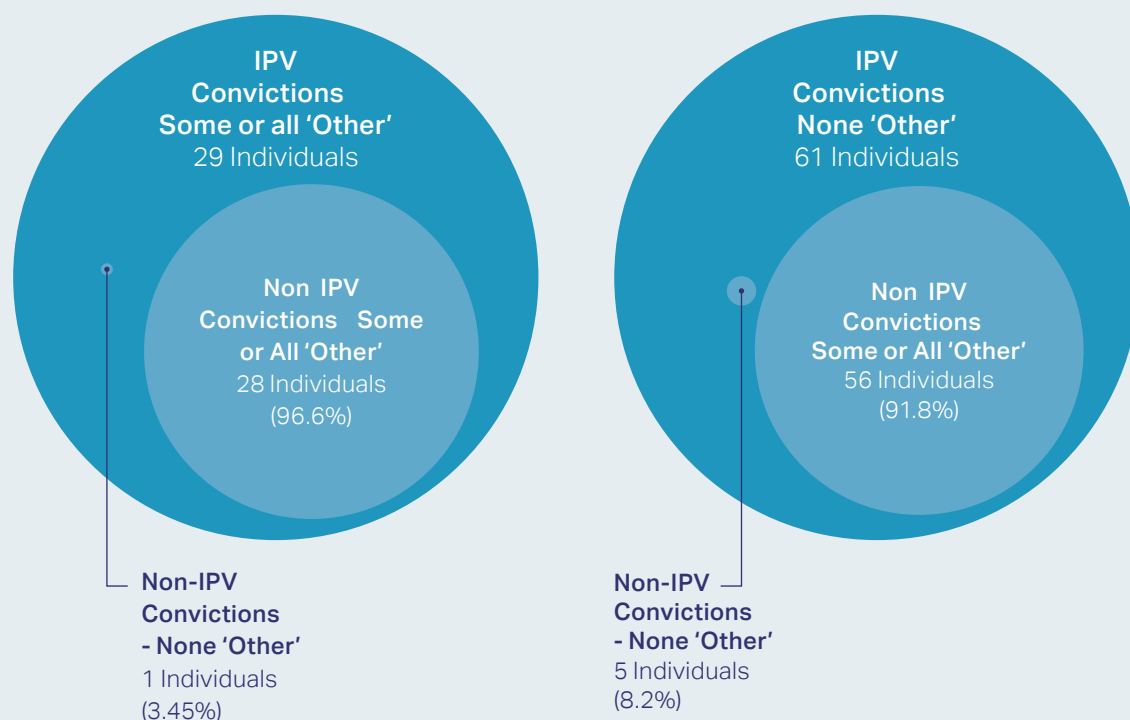 IPV
Convictions
Some or all ‘Other’
29 Individuals
Non IPV
Convictions Some
or All ‘Other’
28 Individuals
(96.6%)
Non-IPV
Convictions
- None ‘Other’
1 Individuals
(3.45%)
IPV
Convictions
None ‘Other’
61 Individuals
Non IPV
Convictions
Some or All ‘Other’
56 Individuals
(91.8%)
Non-IPV
Convictions
- None ‘Other’
5 Individuals
(8.2%)